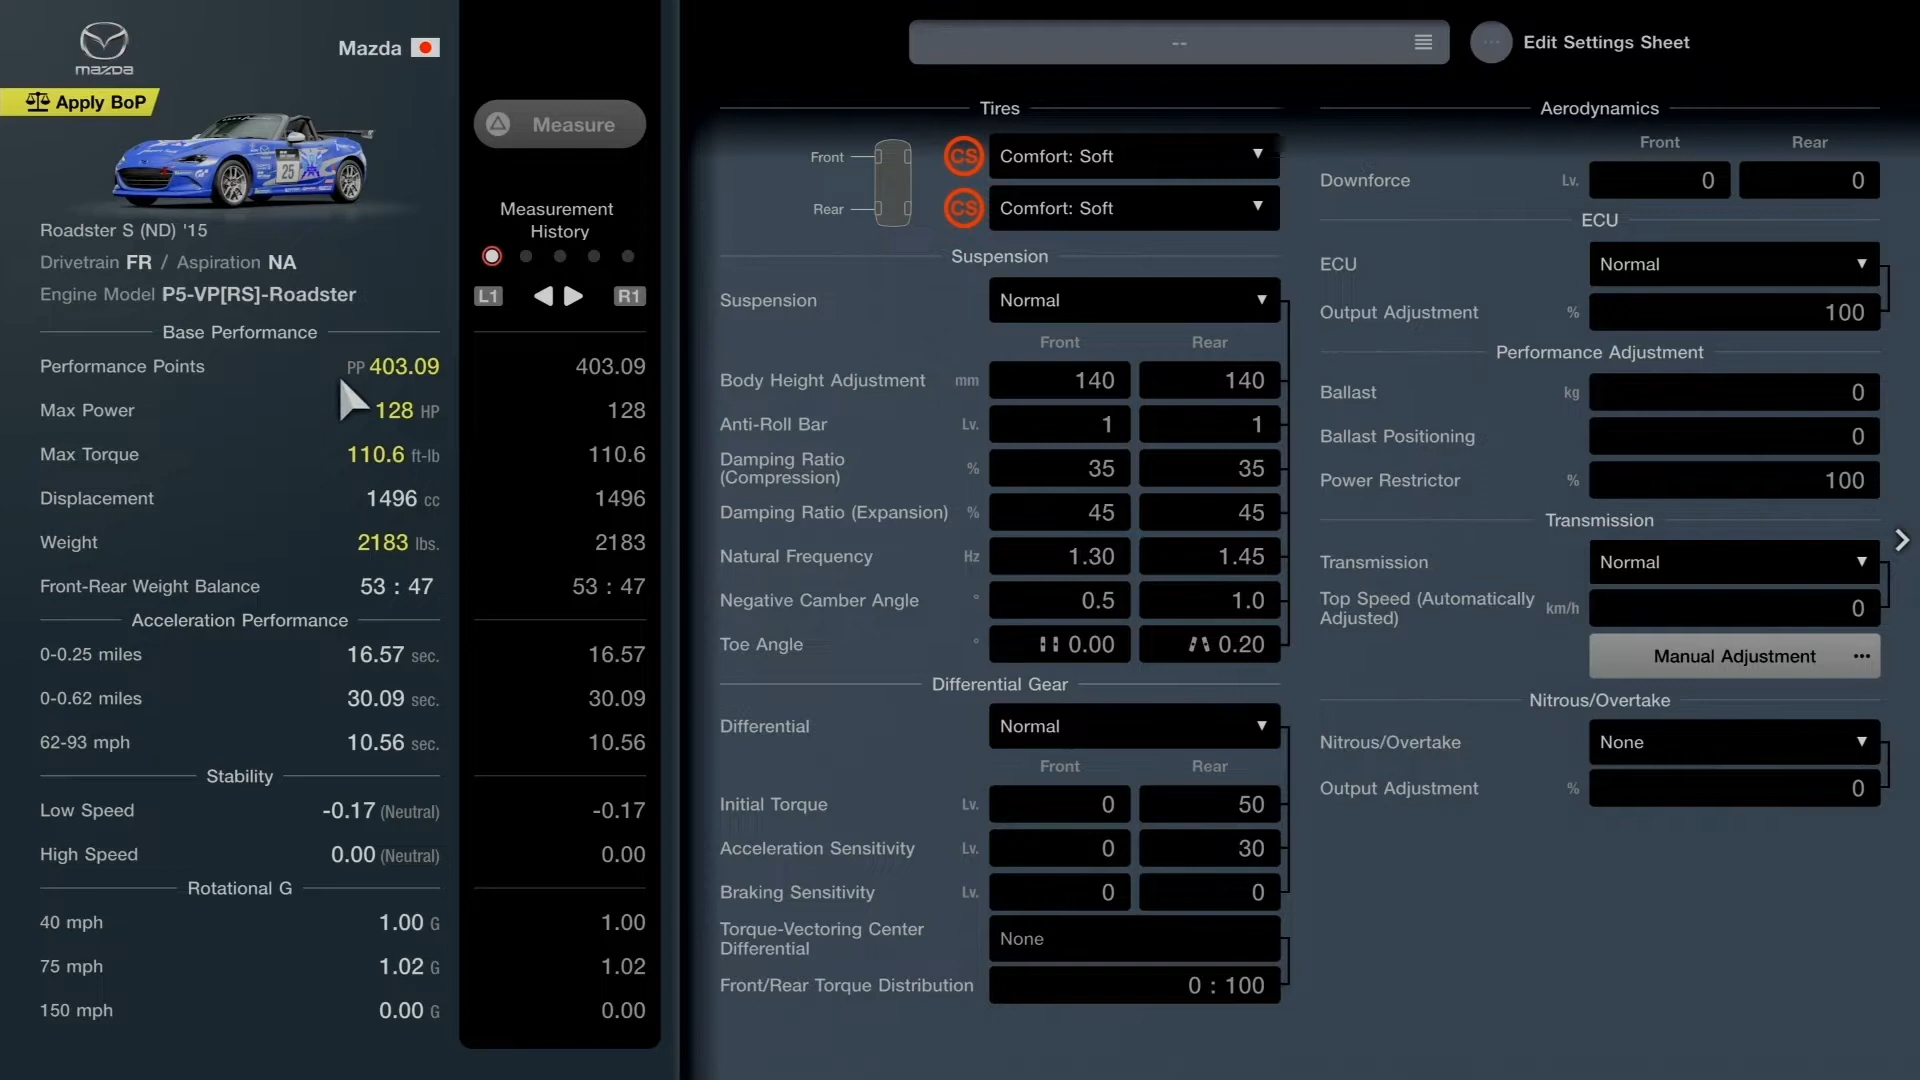 mazda
Mazda
Apply BoP
25
Roadster S (ND) '15
Drivetrain FR / Aspiration NA
Engine Model P5-VP[RS]-Roadster
Base Performance
Performance Points PP 403.09
Max Power 128 HP
Max Torque 110.6 ft-lb
Displacement 1496 cc
Weight 2183 lbs.
Front-Rear Weight Balance 53 : 47
Acceleration Performance
0-0.25 miles 16.57 sec.
0-0.62 miles 30.09 sec.
62-93 mph 10.56 sec.
Stability
Low Speed -0.17 (Neutral)
High Speed 0.00 (Neutral)
Rotational G
40 mph 1.00 G
75 mph 1.02 G
150 mph 0.00 G
Measure
Measurement
History
L1 R1
403.09
128
110.6
1496
2183
53 : 47
16.57
30.09
10.56
-0.17
0.00
1.00
1.02
0.00
-- Edit Settings Sheet
Tires
Front CS Comfort: Soft
Rear CS Comfort: Soft
Suspension
Suspension Normal
Front Rear
Body Height Adjustment mm 140 140
Anti-Roll Bar Lv. 1 1
Damping Ratio
(Compression) % 35 35
Damping Ratio (Expansion) % 45 45
Natural Frequency Hz 1.30 1.45
Negative Camber Angle ° 0.5 1.0
Toe Angle ° 0.00 0.20
Differential Gear
Differential Normal
Front Rear
Initial Torque Lv. 0 50
Acceleration Sensitivity Lv. 0 30
Braking Sensitivity Lv. 0 0
Torque-Vectoring Center
Differential None
Front/Rear Torque Distribution 0 : 100
Aerodynamics
Front Rear
Downforce Lv. 0 0
ECU
ECU Normal
Output Adjustment % 100
Performance Adjustment
Ballast kg 0
Ballast Positioning 0
Power Restrictor % 100
Transmission
Transmission Normal
Top Speed (Automatically
Adjusted) km/h 0
Manual Adjustment ...
Nitrous/Overtake
Nitrous/Overtake None
Output Adjustment % 0